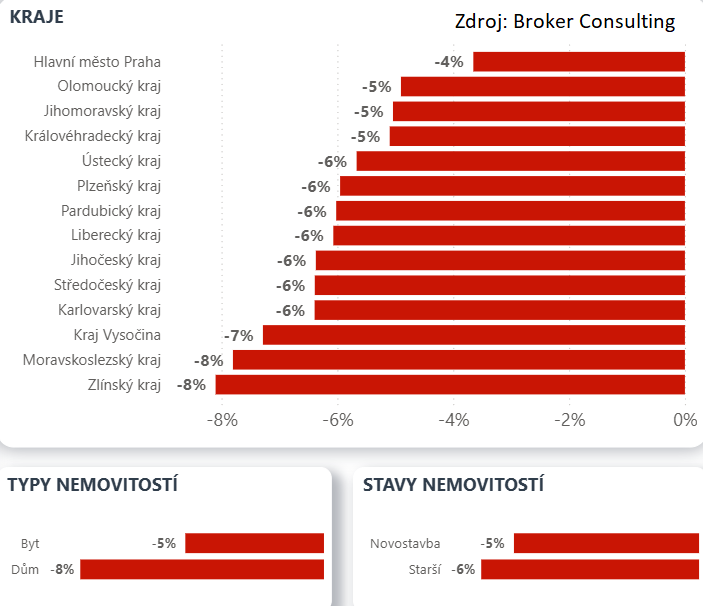 KRAJE
Zdroj: Broker Consulting
Hlavní město Praha -4%
Olomoucký kraj -5%
Jihomoravský kraj -5%
Královéhradecký kraj -5%
Ústecký kraj -6%
Plzeňský kraj -6%
Pardubický kraj -6%
Liberecký kraj -6%
Jihočeský kraj -6%
Středočeský kraj -6%
Karlovarský kraj -6%
Kraj Vysočina -7%
Moravskoslezský kraj -8%
Zlínský kraj -8%
-8% -6% -4% -2% 0%
TYPY NEMOVITOSTÍ
Byt -5%
Dům -8%
STAVY NEMOVITOSTÍ
Novostavba -5%
Starší -6%